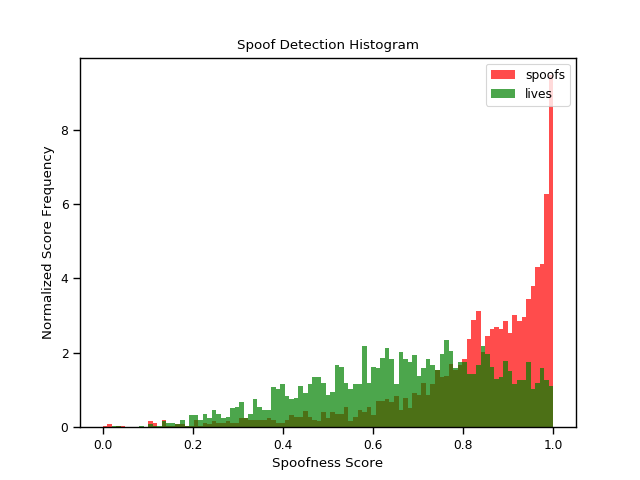 Spoof Detection Histogram
spoofs
lives
Normalized Score Frequency
8
6
4
2
0
0.0 0.2 0.4 0.6 0.8 1.0
Spoofness Score